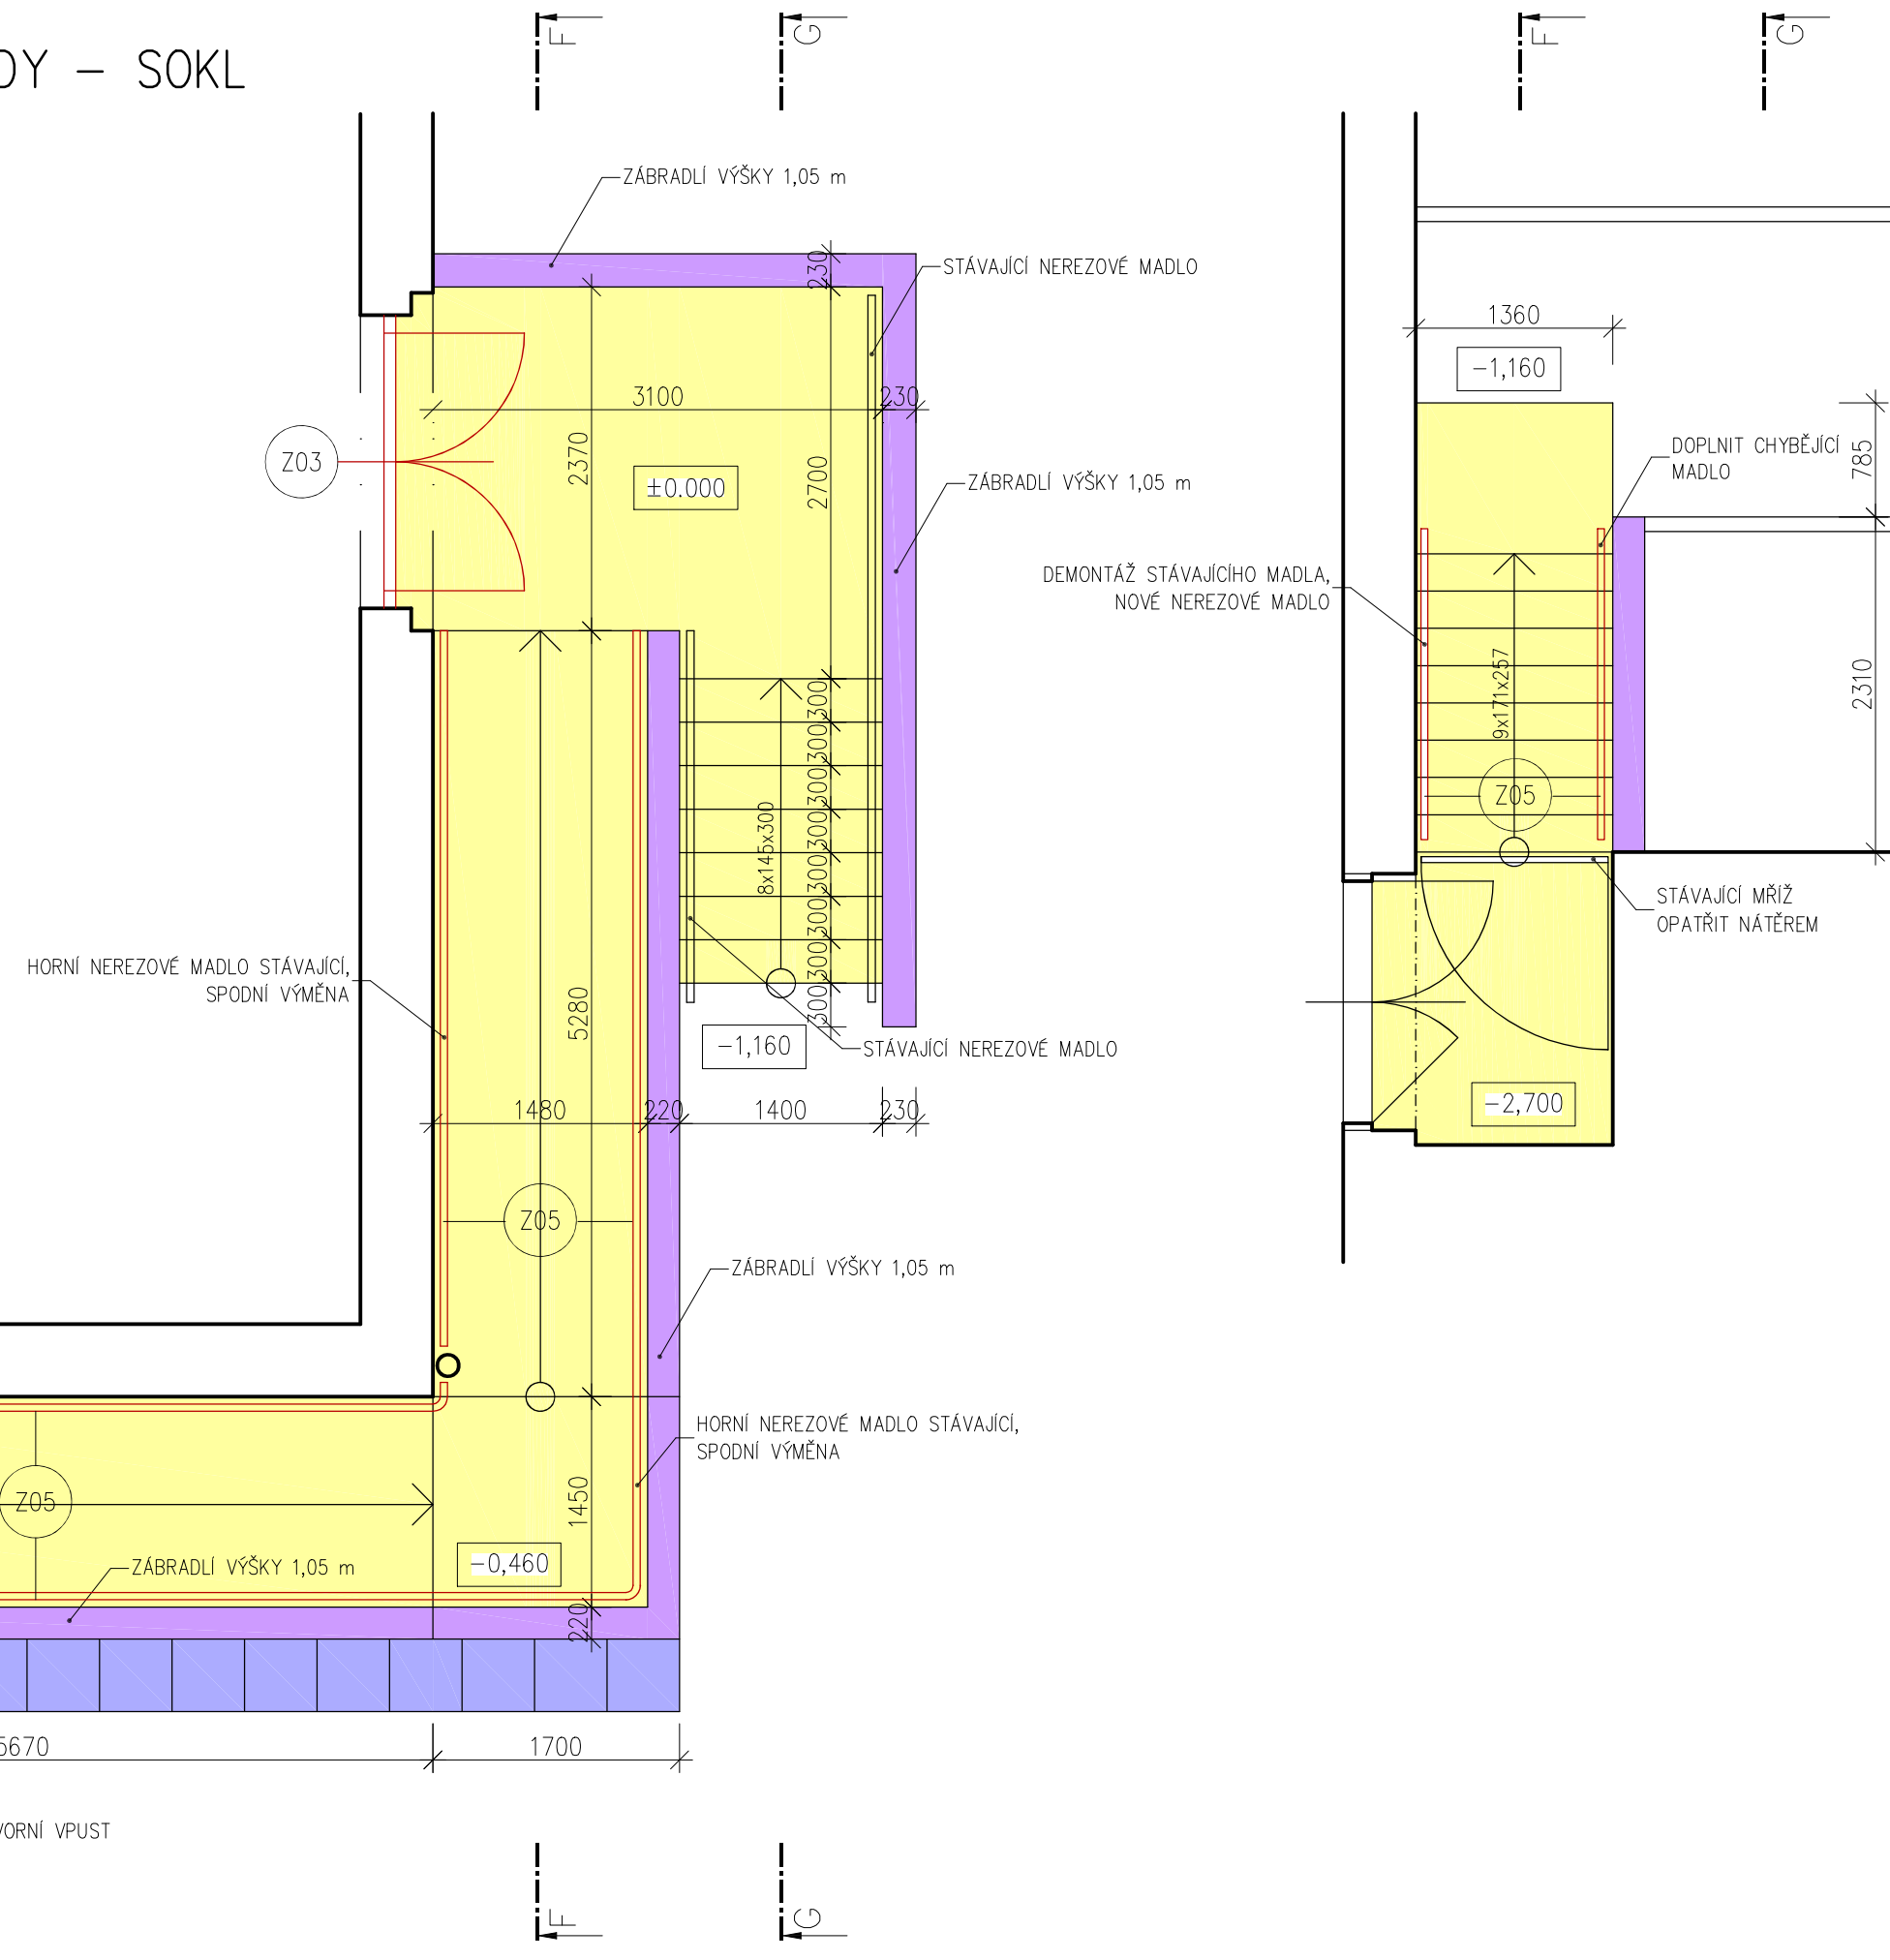 F
G
F
G
DY – SOKL
ZÁBRADLÍ VÝŠKY 1,05 m
230
STÁVAJÍCÍ NEREZOVÉ MADLO
1360
-1,160
3100
230
2370
2700
Z03
±0.000
ZÁBRADLÍ VÝŠKY 1,05 m
DOPLNIT CHYBĚJÍCÍ
MADLO
785
DEMONTÁŽ STÁVAJÍCÍHO MADLA,
NOVÉ NEREZOVÉ MADLO
9x171x257
2310
300
300
300
300
300
300
300
300
8x145x300
Z05
STÁVAJÍCÍ MŘÍŽ
OPATŘIT NÁTĚREM
HORNÍ NEREZOVÉ MADLO STÁVAJÍCÍ,
SPODNÍ VÝMĚNA
5280
-1,160
STÁVAJÍCÍ NEREZOVÉ MADLO
-2,700
1480
220
1400
230
Z05
ZÁBRADLÍ VÝŠKY 1,05 m
HORNÍ NEREZOVÉ MADLO STÁVAJÍCÍ,
SPODNÍ VÝMĚNA
1450
Z05
-0,460
ZÁBRADLÍ VÝŠKY 1,05 m
220
5670
1700
VORNÍ VPUST
F
G